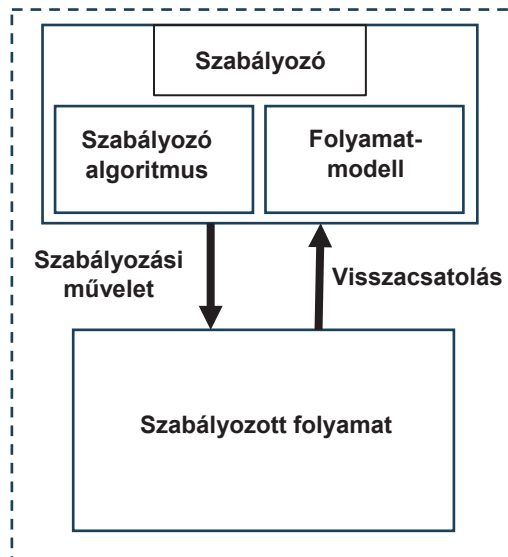 Szabályozó
Szabályozó
algoritmus
Folyamat-
modell
Szabályozási
művelet
Visszacsatolás
Szabályozott folyamat